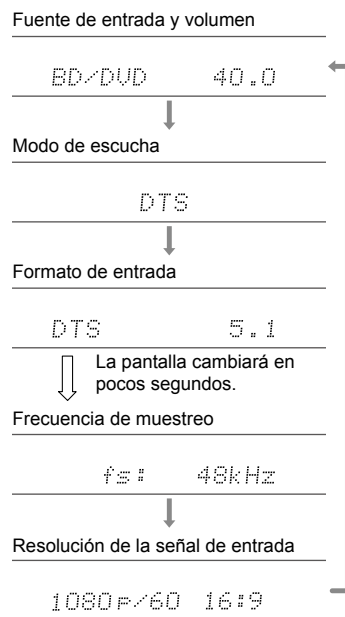 Fuente de entrada y volumen
BD/DVD 40.0
Modo de escucha
DTS
Formato de entrada
DTS 5.1
La pantalla cambiará en
pocos segundos.
Frecuencia de muestreo
fs: 48kHz
Resolución de la señal de entrada
1080p/60 16:9